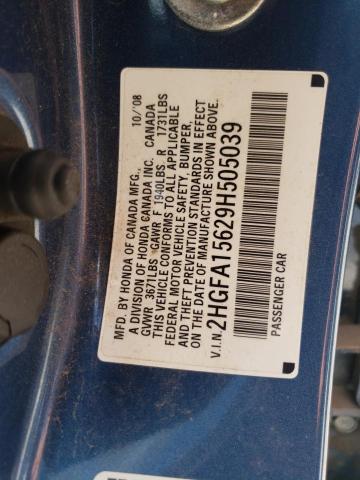 MFD. BY HONDA OF CANADA MFG. 10/'08
A DIVISION OF HONDA CANADA INC. CANADA
GVWR 3671LBS GAWR F 1940LBS R 1731LBS
THIS VEHICLE CONFORMS TO ALL APPLICABLE
FEDERAL MOTOR VEHICLE SAFETY, BUMPER,
AND THEFT PREVENTION STANDARDS IN EFFECT
ON THE DATE OF MANUFACTURE SHOWN ABOVE.
V.I.N. 2HGFA15629H505039
PASSENGER CAR